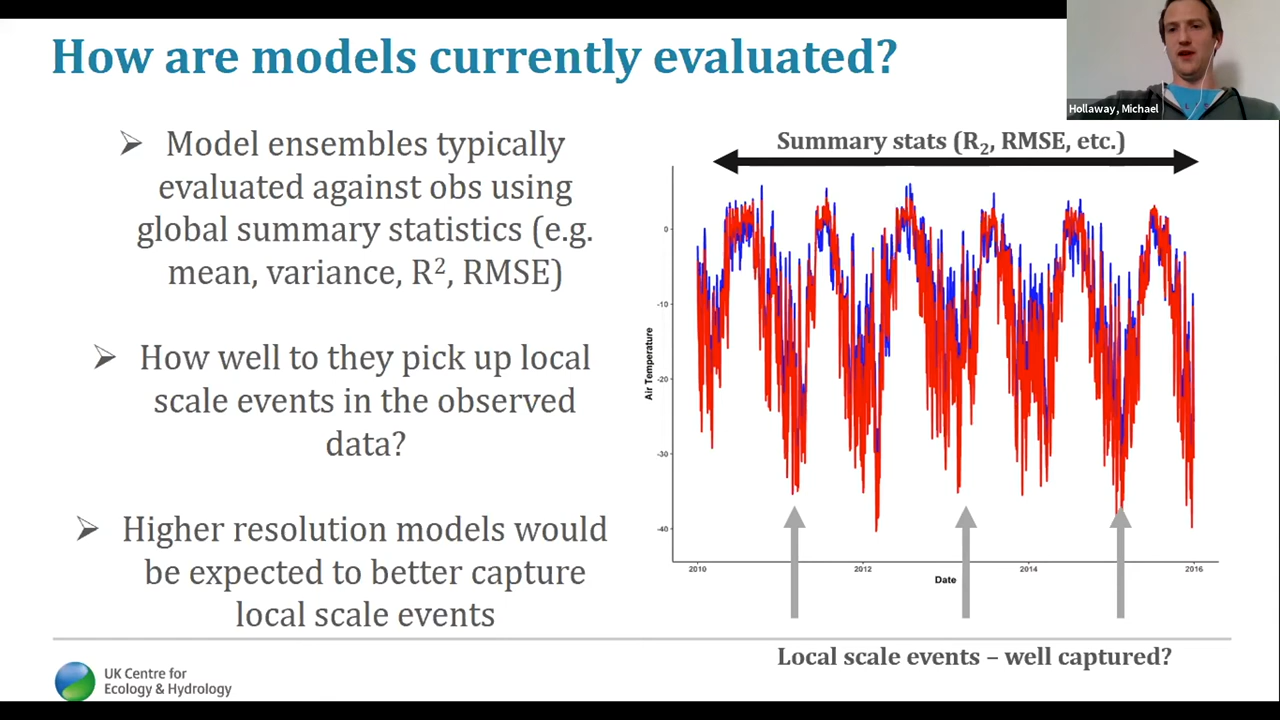 How are models currently evaluated?
Hollaway, Michael
➢ Model ensembles typically
evaluated against obs using
global summary statistics (e.g.
mean, variance, R², RMSE)
➢ How well to they pick up local
scale events in the observed
data?
➢ Higher resolution models would
be expected to better capture
local scale events
Summary stats (R₂, RMSE, etc.)
Air Temperature
0
-10
-20
-30
-40
2010
2012
2014
2016
Date
Local scale events – well captured?
UK Centre for
Ecology & Hydrology